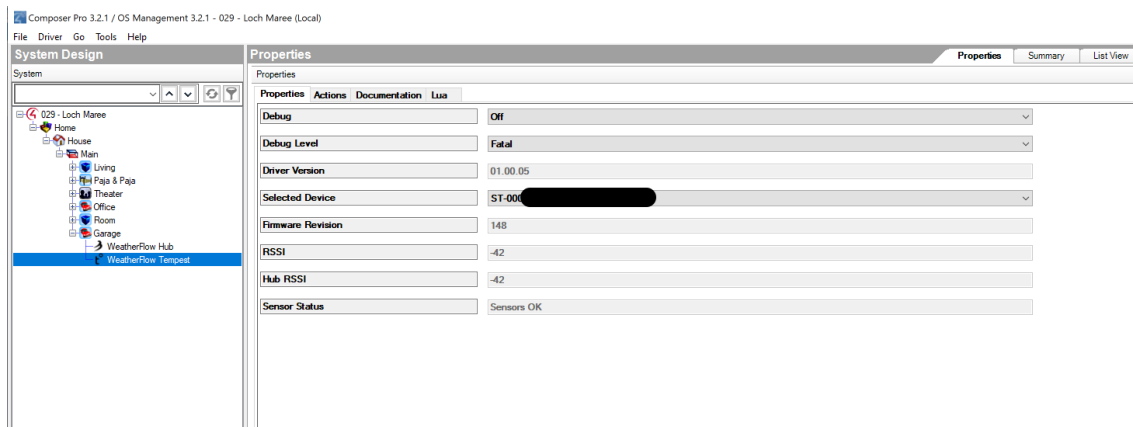 Composer Pro 3.2.1 / OS Management 3.2.1 - 029 - Loch Maree (Local)
File Driver Go Tools Help
System Design
System
029 - Loch Maree
Home
House
Main
Living
Paja & Paja
Theater
Office
Room
Garage
WeatherFlow Hub
WeatherFlow Tempest
Properties
Properties Summary List View
Properties
Properties Actions Documentation Lua
Debug Off
Debug Level Fatal
Driver Version 01.00.05
Selected Device ST-000
Firmware Revision 148
RSSI -42
Hub RSSI -42
Sensor Status Sensors OK